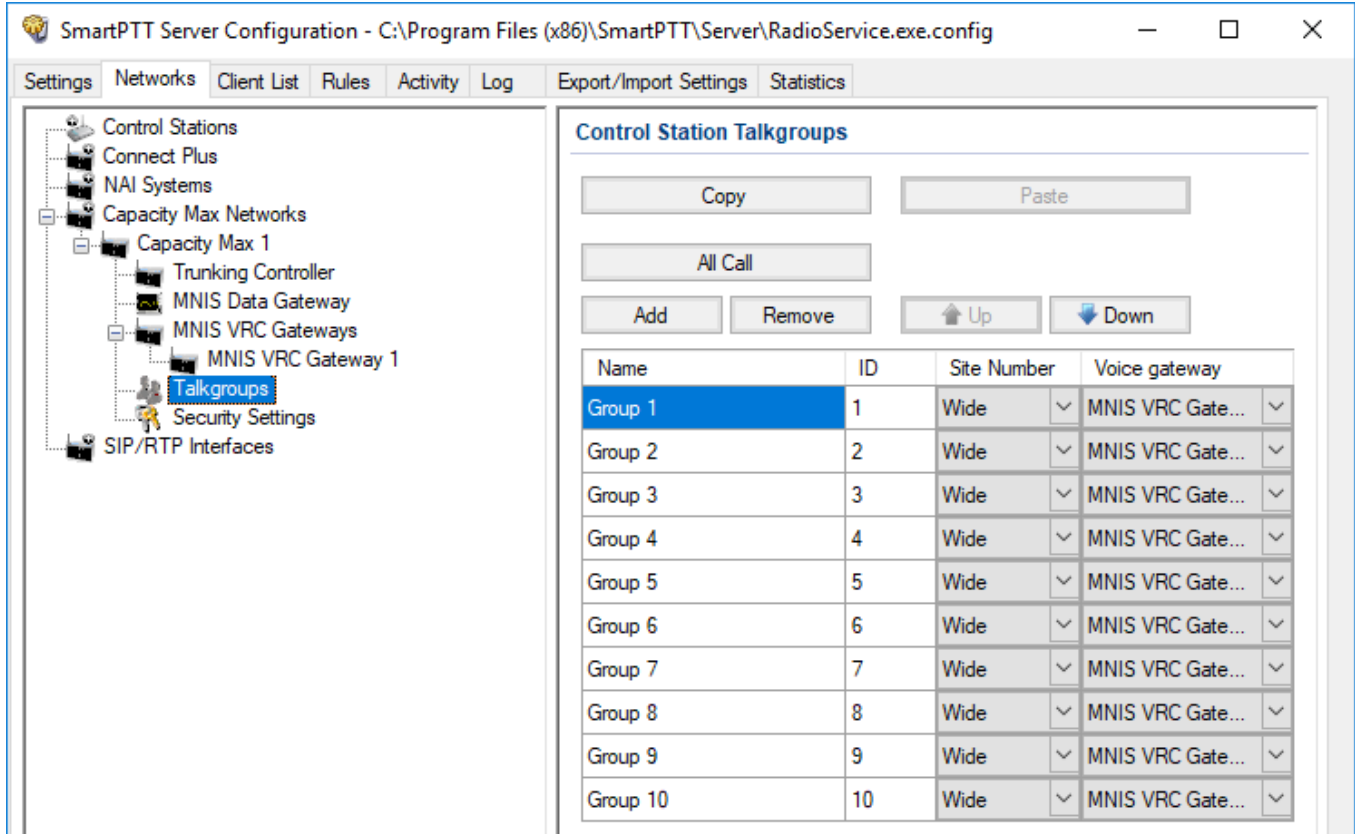 SmartPTT Server Configuration - C:\Program Files (x86)\SmartPTT\Server\RadioService.exe.config
Settings Networks Client List Rules Activity Log Export/Import Settings Statistics
Control Stations
Connect Plus
NAI Systems
Capacity Max Networks
Capacity Max 1
Trunking Controller
MNIS Data Gateway
MNIS VRC Gateways
MNIS VRC Gateway 1
Talkgroups
Security Settings
SIP/RTP Interfaces
Control Station Talkgroups
Copy Paste
All Call
Add Remove Up Down
Name ID Site Number Voice gateway
Group 1 1 Wide MNIS VRC Gate...
Group 2 2 Wide MNIS VRC Gate...
Group 3 3 Wide MNIS VRC Gate...
Group 4 4 Wide MNIS VRC Gate...
Group 5 5 Wide MNIS VRC Gate...
Group 6 6 Wide MNIS VRC Gate...
Group 7 7 Wide MNIS VRC Gate...
Group 8 8 Wide MNIS VRC Gate...
Group 9 9 Wide MNIS VRC Gate...
Group 10 10 Wide MNIS VRC Gate...